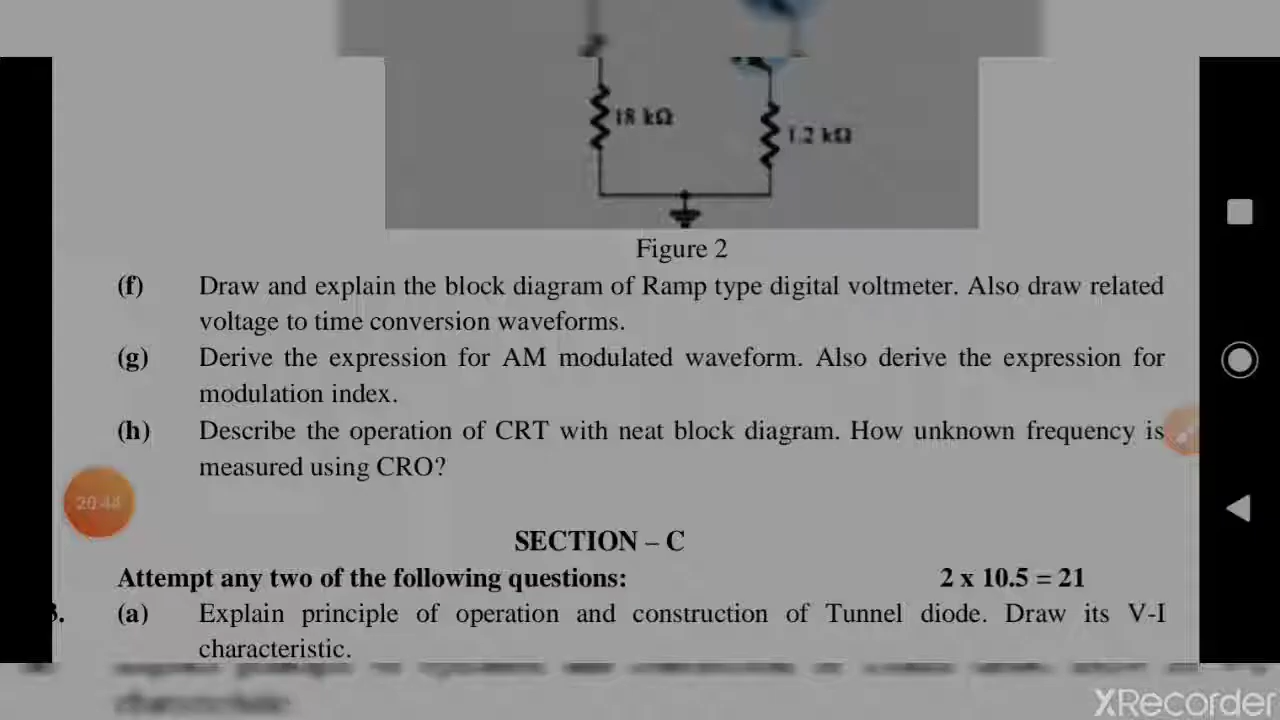 18 kΩ
1.2 kΩ
Figure 2
(f) Draw and explain the block diagram of Ramp type digital voltmeter. Also draw related
voltage to time conversion waveforms.
(g) Derive the expression for AM modulated waveform. Also derive the expression for
modulation index.
(h) Describe the operation of CRT with neat block diagram. How unknown frequency is
measured using CRO?
20:44
SECTION – C
Attempt any two of the following questions: 2 x 10.5 = 21
(a) Explain principle of operation and construction of Tunnel diode. Draw its V-I
characteristic.
XRecorder